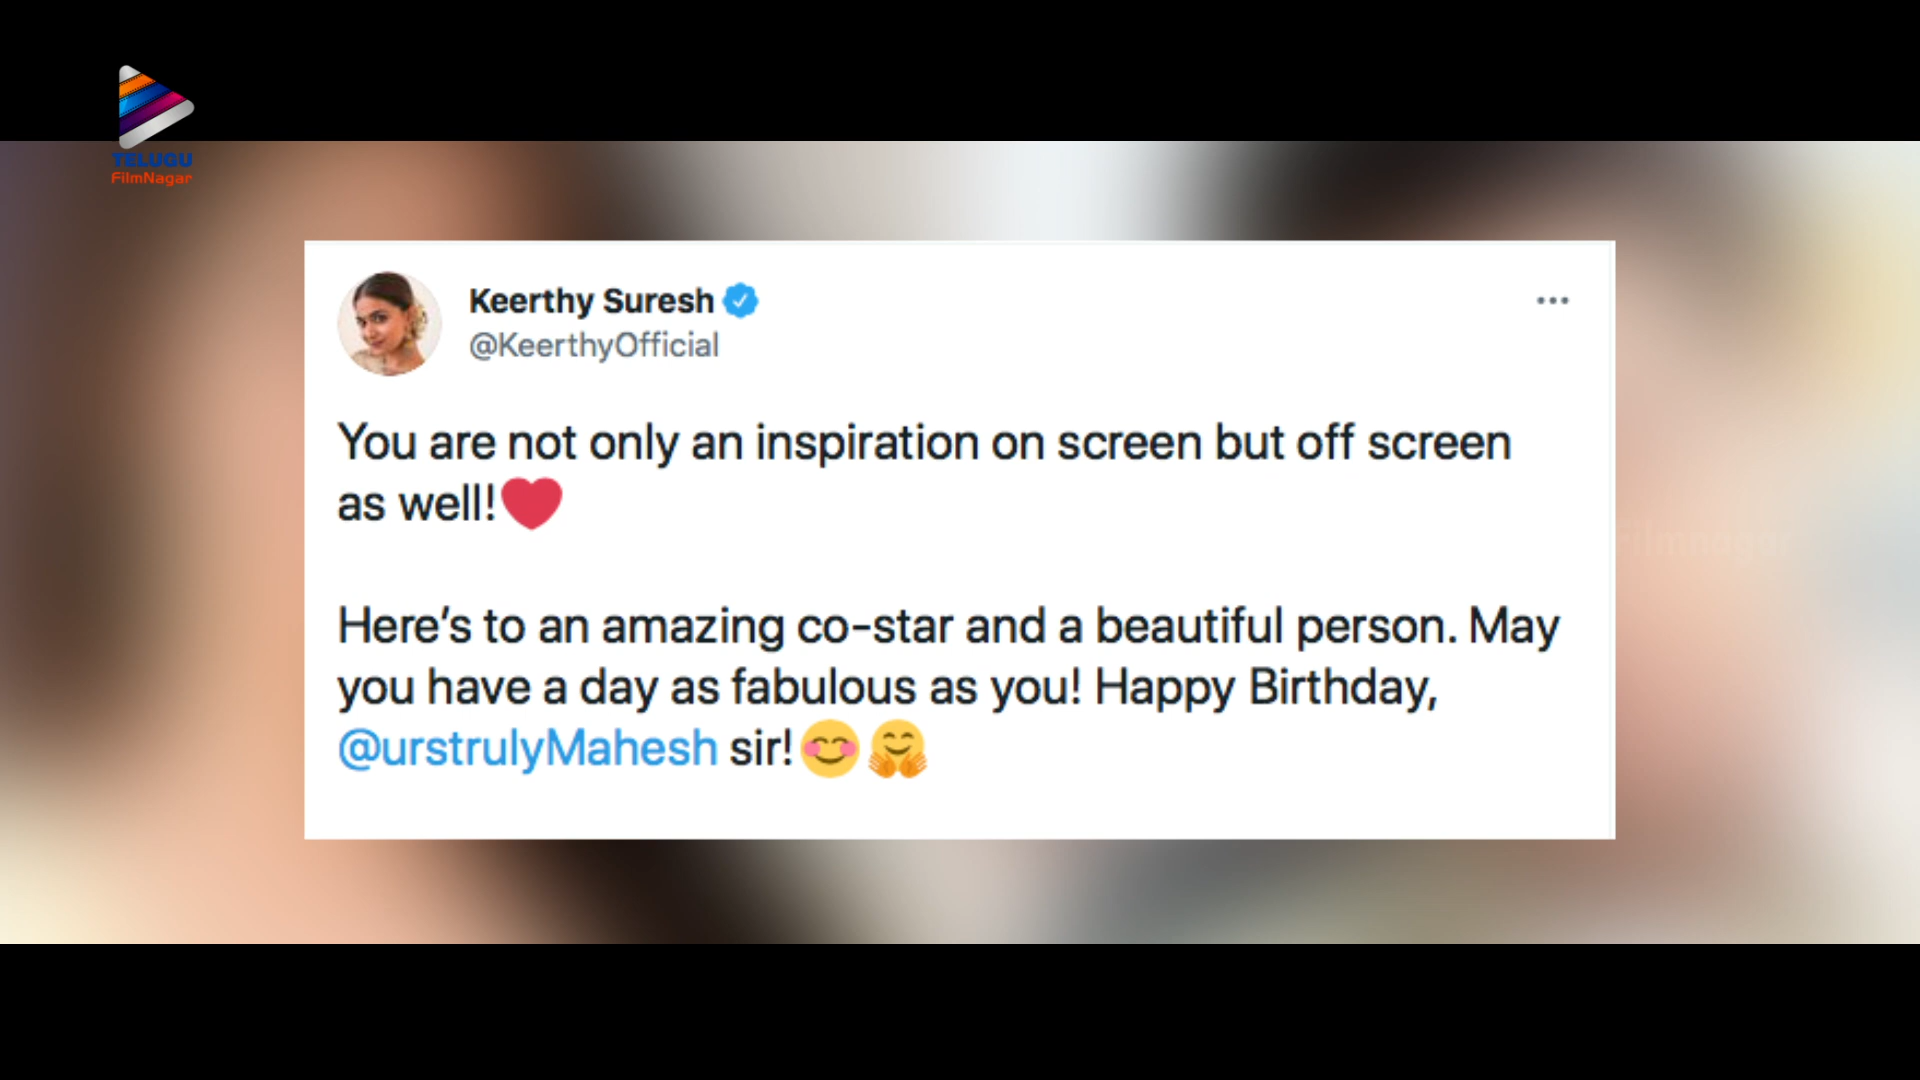 TELUGU
FilmNagar
Keerthy Suresh
@KeerthyOfficial
You are not only an inspiration on screen but off screen
as well!❤️
Here's to an amazing co-star and a beautiful person. May
you have a day as fabulous as you! Happy Birthday,
@urstrulyMahesh sir!😊🤗
Filmnagar